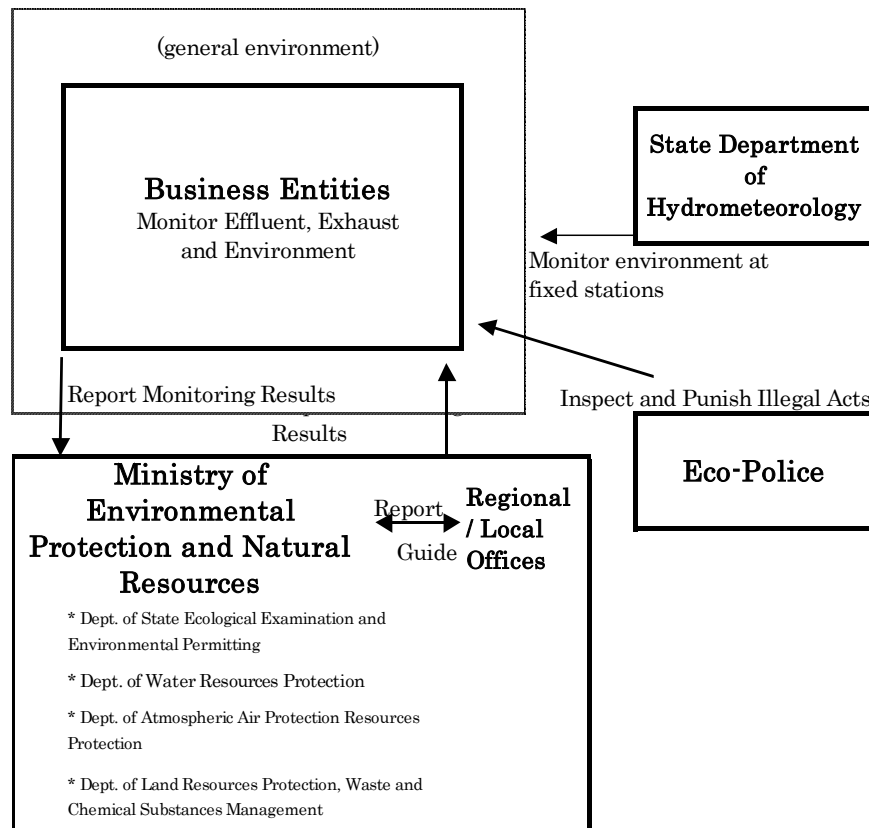 (general environment)
Business Entities
Monitor Effluent, Exhaust
and Environment
State Department
of
Hydrometeorology
Monitor environment at
fixed stations
Report Monitoring Results
Results
Inspect and Punish Illegal Acts
Eco-Police
Ministry of
Environmental
Protection and Natural
Resources
Report
Guide
Regional
/ Local
Offices
* Dept. of State Ecological Examination and
Environmental Permitting
* Dept. of Water Resources Protection
* Dept. of Atmospheric Air Protection Resources
Protection
* Dept. of Land Resources Protection, Waste and
Chemical Substances Management